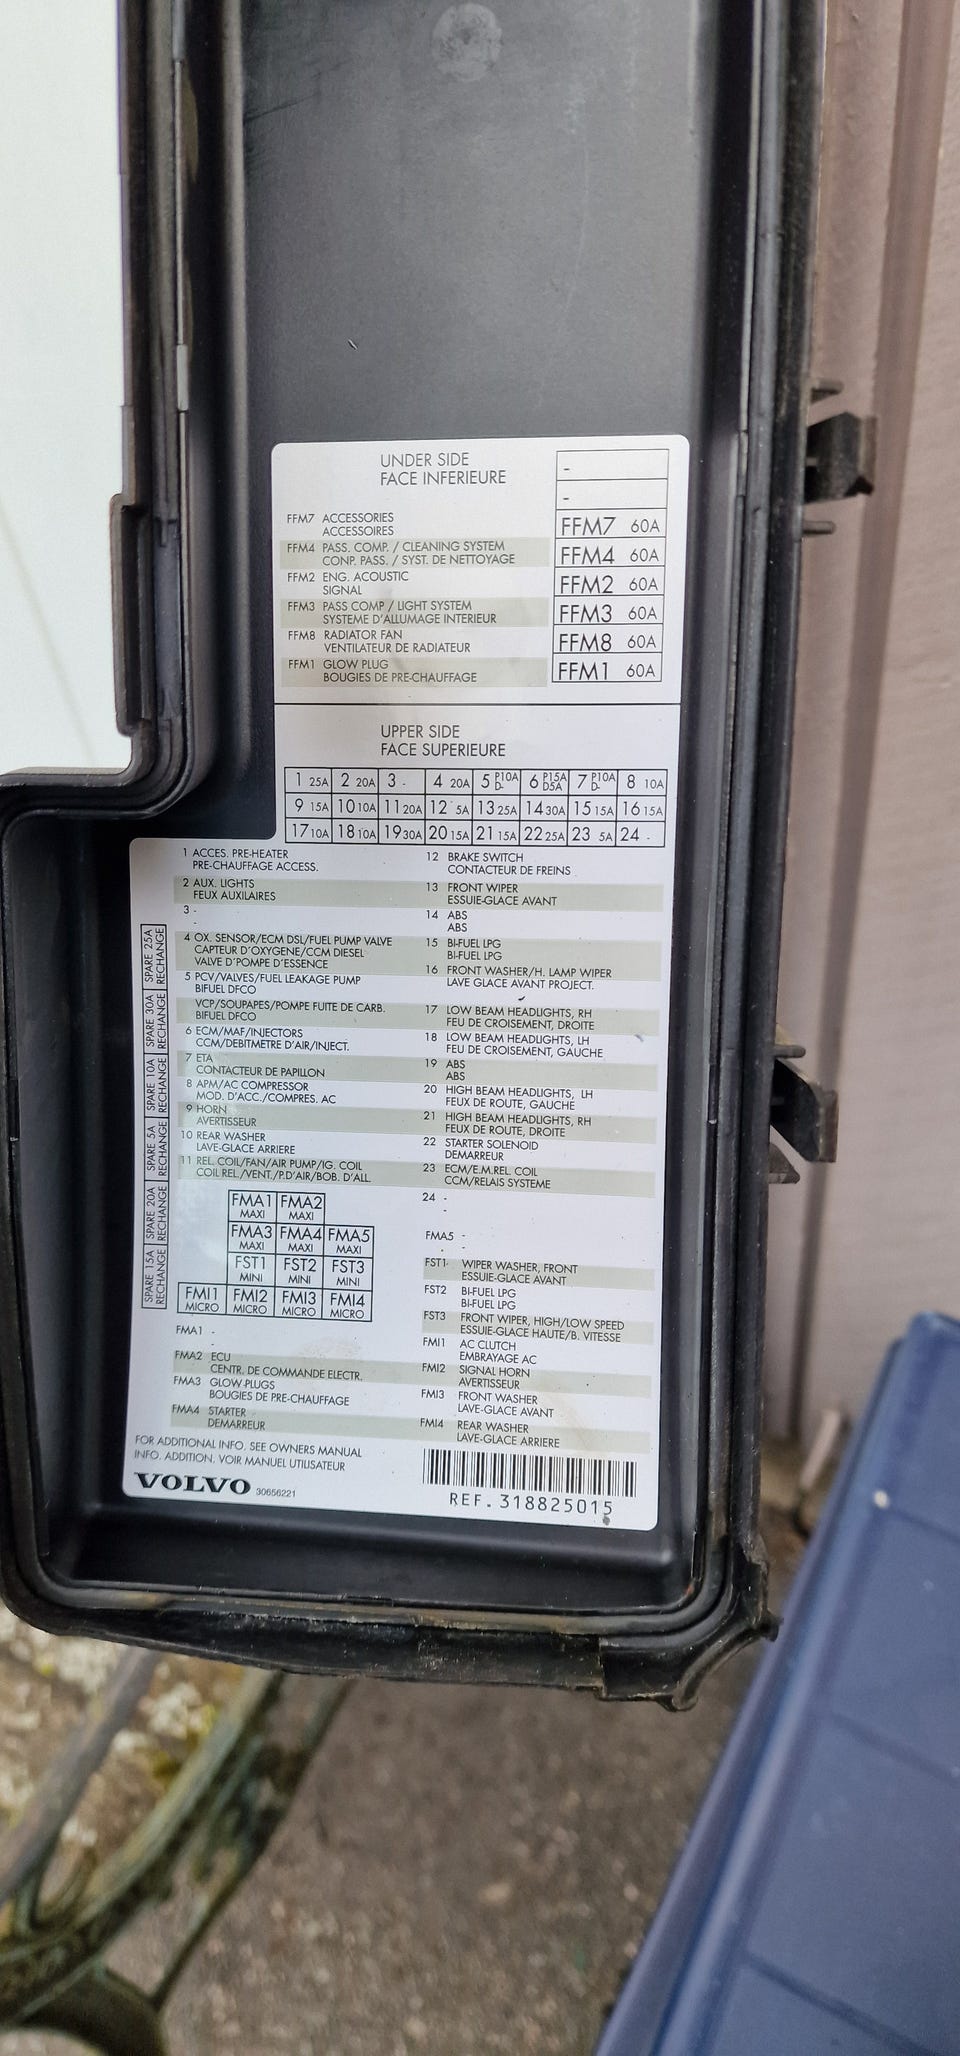 UNDER SIDE
FACE INFERIEURE
-
-
FFM7 ACCESSORIES
ACCESSOIRES
FFM7 60A
FFM4 PASS. COMP. / CLEANING SYSTEM
CONP. PASS. / SYST. DE NETTOYAGE
FFM4 60A
FFM2 ENG. ACOUSTIC
SIGNAL
FFM2 60A
FFM3 PASS COMP / LIGHT SYSTEM
SYSTEME D'ALLUMAGE INTERIEUR
FFM3 60A
FFM8 RADIATOR FAN
VENTILATEUR DE RADIATEUR
FFM8 60A
FFM1 GLOW PLUG
BOUGIES DE PRE-CHAUFFAGE
FFM1 60A
UPPER SIDE
FACE SUPERIEURE
1 25A 2 20A 3 - 4 20A 5 P10A D- 6 P15A D5A 7 P10A D- 8 10A
9 15A 10 10A 11 20A 12 5A 13 25A 14 30A 15 15A 16 15A
17 10A 18 10A 19 30A 20 15A 21 15A 22 25A 23 5A 24 -
1 ACCES. PRE-HEATER
PRE-CHAUFFAGE ACCESS.
2 AUX. LIGHTS
FEUX AUXILAIRES
3 -
4 OX. SENSOR/ECM DSL/FUEL PUMP VALVE
CAPTEUR D'OXYGENE/CCM DIESEL
VALVE D'POMPE D'ESSENCE
5 PCV/VALVES/FUEL LEAKAGE PUMP
BIFUEL DFCO
VCP/SOUPAPES/POMPE FUITE DE CARB.
BIFUEL DFCO
6 ECM/MAF/INJECTORS
CCM/DEBITMETRE D'AIR/INJECT.
7 ETA
CONTACTEUR DE PAPILLON
8 APM/AC COMPRESSOR
MOD. D'ACC./COMPRES. AC
9 HORN
AVERTISSEUR
10 REAR WASHER
LAVE-GLACE ARRIERE
11 REL. COIL/FAN/AIR PUMP/IG. COIL
COIL REL./VENT./P.D'AIR/BOB. D'ALL.
12 BRAKE SWITCH
CONTACTEUR DE FREINS
13 FRONT WIPER
ESSUIE-GLACE AVANT
14 ABS
ABS
15 BI-FUEL LPG
BI-FUEL LPG
16 FRONT WASHER/H. LAMP WIPER
LAVE GLACE AVANT PROJECT.
17 LOW BEAM HEADLIGHTS, RH
FEU DE CROISEMENT, DROITE
18 LOW BEAM HEADLIGHTS, LH
FEU DE CROISEMENT, GAUCHE
19 ABS
ABS
20 HIGH BEAM HEADLIGHTS, LH
FEUX DE ROUTE, GAUCHE
21 HIGH BEAM HEADLIGHTS, RH
FEUX DE ROUTE, DROITE
22 STARTER SOLENOID
DEMARREUR
23 ECM/E.M.REL. COIL
CCM/RELAIS SYSTEME
24 -
-
SPARE 25A
RECHANGE
SPARE 30A
RECHANGE
SPARE 10A
RECHANGE
SPARE 5A
RECHANGE
SPARE 20A
RECHANGE
SPARE 15A
RECHANGE
FMA1 MAXI FMA2 MAXI
FMA3 MAXI FMA4 MAXI FMA5 MAXI
FST1 MINI FST2 MINI FST3 MINI
FMI1 MICRO FMI2 MICRO FMI3 MICRO FMI4 MICRO
FMA1 -
-
FMA2 ECU
CENTR. DE COMMANDE ELECTR.
FMA3 GLOW PLUGS
BOUGIES DE PRE-CHAUFFAGE
FMA4 STARTER
DEMARREUR
FMA5 -
-
FST1 WIPER WASHER, FRONT
ESSUIE-GLACE AVANT
FST2 BI-FUEL LPG
BI-FUEL LPG
FST3 FRONT WIPER, HIGH/LOW SPEED
ESSUIE-GLACE HAUTE/B. VITESSE
FMI1 AC CLUTCH
EMBRAYAGE AC
FMI2 SIGNAL HORN
AVERTISSEUR
FMI3 FRONT WASHER
LAVE-GLACE AVANT
FMI4 REAR WASHER
LAVE-GLACE ARRIERE
FOR ADDITIONAL INFO. SEE OWNERS MANUAL
INFO. ADDITION. VOIR MANUEL UTILISATEUR
VOLVO 30656221
REF. 318825015